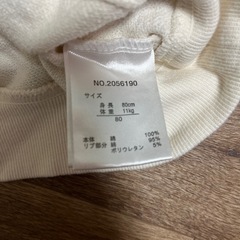 NO.2056190
サイズ
身長 80cm
体重 11kg
80
本体 綿 100%
リブ部分 綿 95%
ポリウレタン 5%